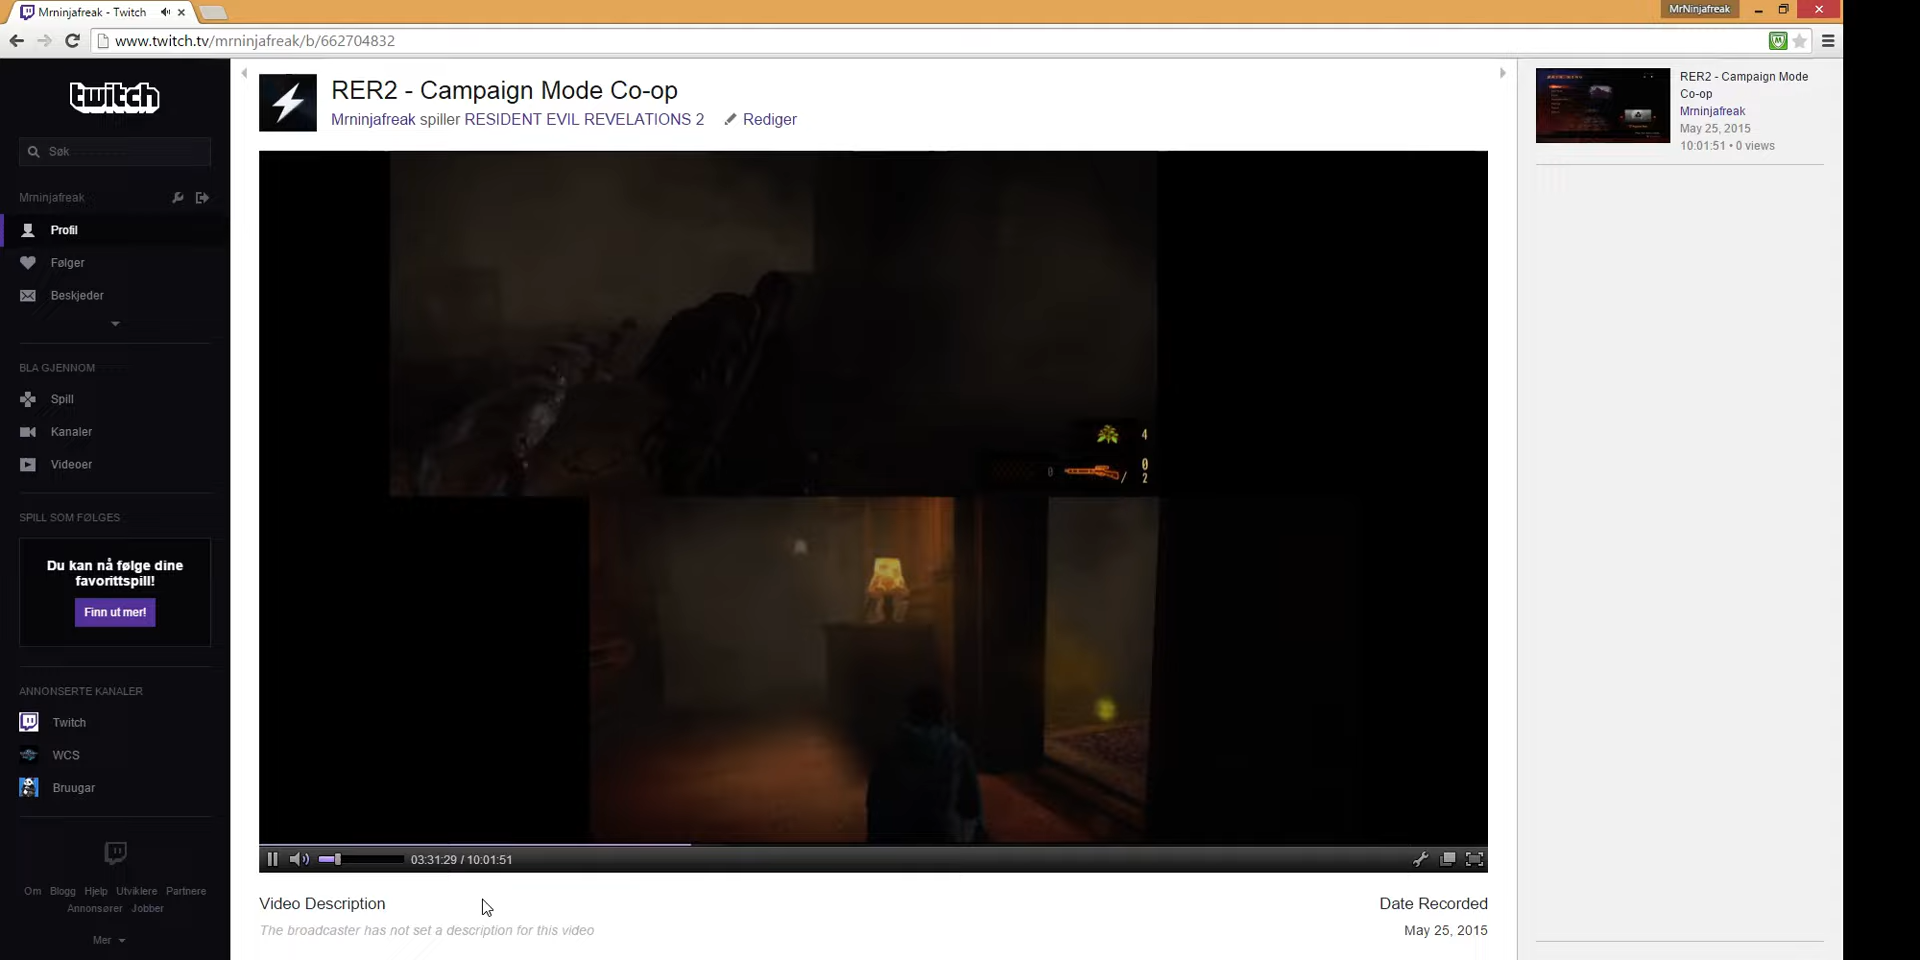 Mrninjafreak - Twitch
MrNinjafreak
www.twitch.tv/mrninjafreak/b/662704832
twitch
Søk
Mrninjafreak
Profil
Følger
Beskjeder
BLA GJENNOM
Spill
Kanaler
Videoer
SPILL SOM FØLGES
Du kan nå følge dine
favorittspill!
Finn ut mer!
ANNONSERTE KANALER
Twitch
WCS
Bruugar
Om Blogg Hjelp Utviklere Partnere
Annonsører Jobber
Mer
RER2 - Campaign Mode Co-op
Mrninjafreak spiller RESIDENT EVIL REVELATIONS 2 Rediger
4
0
0
/ 2
03:31:29 / 10:01:51
Video Description
The broadcaster has not set a description for this video
Date Recorded
May 25, 2015
RER2 - Campaign Mode
Co-op
Mrninjafreak
May 25, 2015
10:01:51 • 0 views